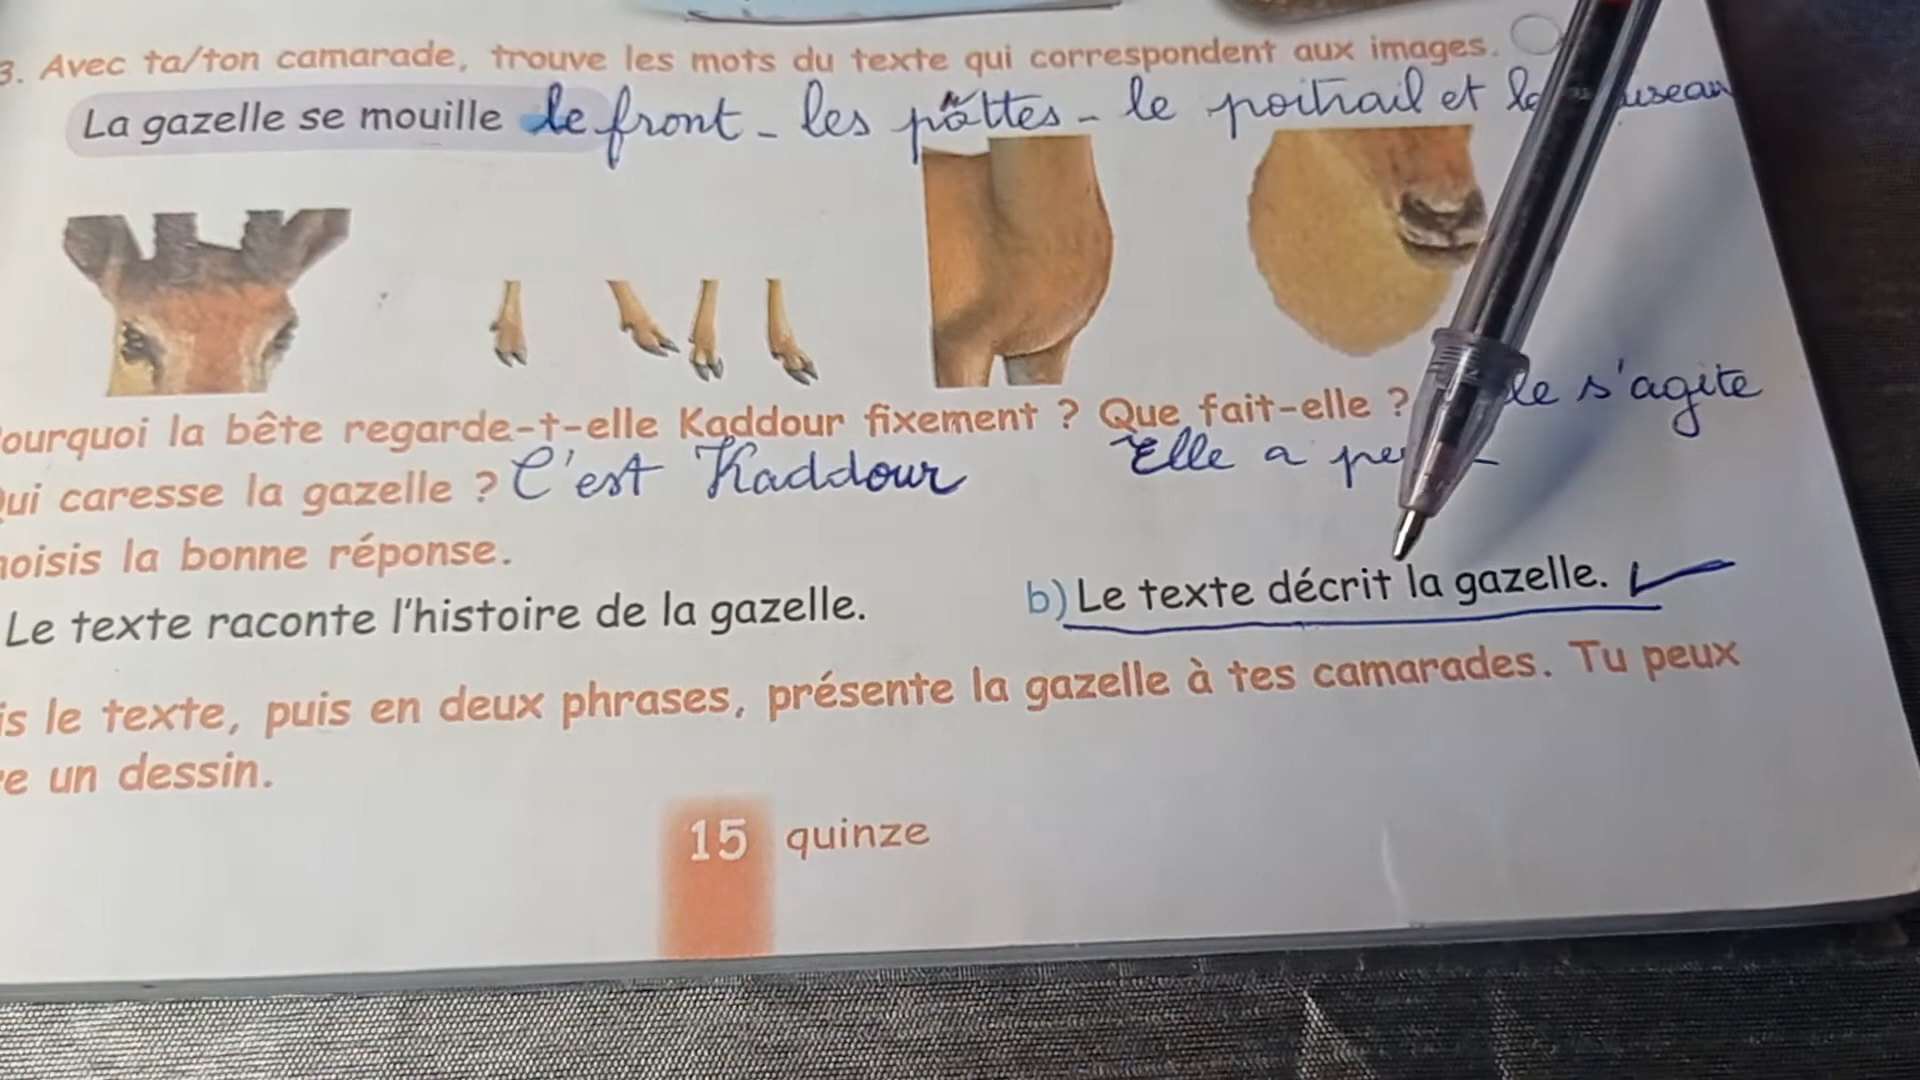 3. Avec ta/ton camarade, trouve les mots du texte qui correspondent aux images.
La gazelle se mouille le front - les pattes - le poitrail et
ourquoi la bête regarde-t-elle Kaddour fixement ? Que fait-elle ? s'agite
Elle a
ui caresse la gazelle ? C'est Kaddour
oisis la bonne réponse.
Le texte raconte l'histoire de la gazelle.
b) Le texte décrit la gazelle.
is le texte, puis en deux phrases, présente la gazelle à tes camarades. Tu peux
e un dessin.
15 quinze